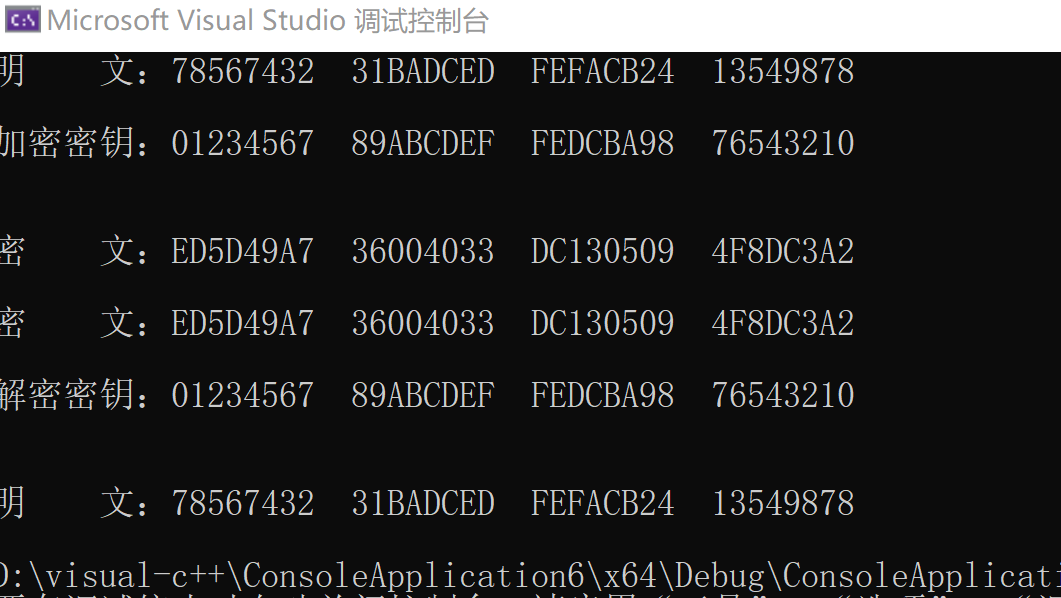 Microsoft Visual Studio 调试控制台
明 文：78567432 31BADCED FEFACB24 13549878
加密密钥：01234567 89ABCDEF FEDCBA98 76543210
密 文：ED5D49A7 36004033 DC130509 4F8DC3A2
密 文：ED5D49A7 36004033 DC130509 4F8DC3A2
解密密钥：01234567 89ABCDEF FEDCBA98 76543210
明 文：78567432 31BADCED FEFACB24 13549878
D:\visual-c++\ConsoleApplication6\x64\Debug\ConsoleApplicati